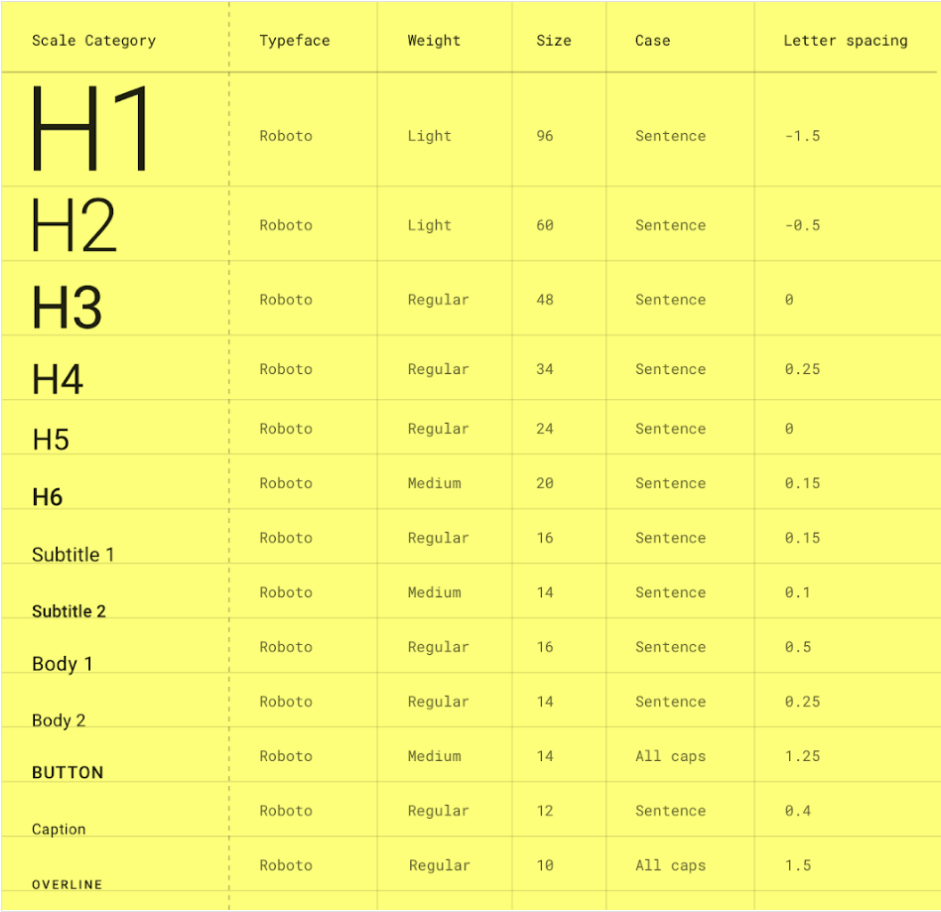 Scale Category Typeface Weight Size Case Letter spacing
H1 Roboto Light 96 Sentence -1.5
H2 Roboto Light 60 Sentence -0.5
H3 Roboto Regular 48 Sentence 0
H4 Roboto Regular 34 Sentence 0.25
H5 Roboto Regular 24 Sentence 0
H6 Roboto Medium 20 Sentence 0.15
Subtitle 1 Roboto Regular 16 Sentence 0.15
Subtitle 2 Roboto Medium 14 Sentence 0.1
Body 1 Roboto Regular 16 Sentence 0.5
Body 2 Roboto Regular 14 Sentence 0.25
BUTTON Roboto Medium 14 All caps 1.25
Caption Roboto Regular 12 Sentence 0.4
OVERLINE Roboto Regular 10 All caps 1.5